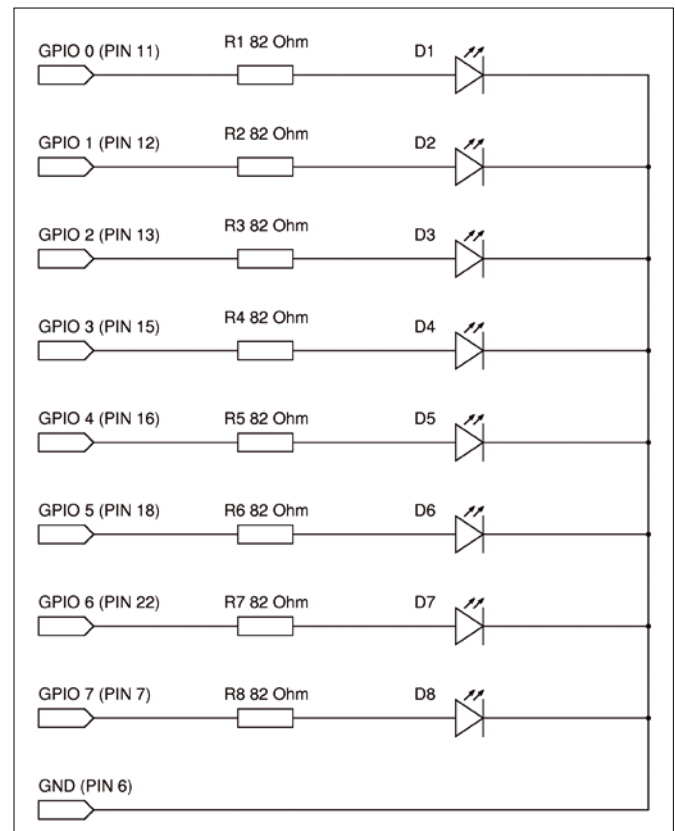 GPIO 0 (PIN 11) R1 82 Ohm D1
GPIO 1 (PIN 12) R2 82 Ohm D2
GPIO 2 (PIN 13) R3 82 Ohm D3
GPIO 3 (PIN 15) R4 82 Ohm D4
GPIO 4 (PIN 16) R5 82 Ohm D5
GPIO 5 (PIN 18) R6 82 Ohm D6
GPIO 6 (PIN 22) R7 82 Ohm D7
GPIO 7 (PIN 7) R8 82 Ohm D8
GND (PIN 6)